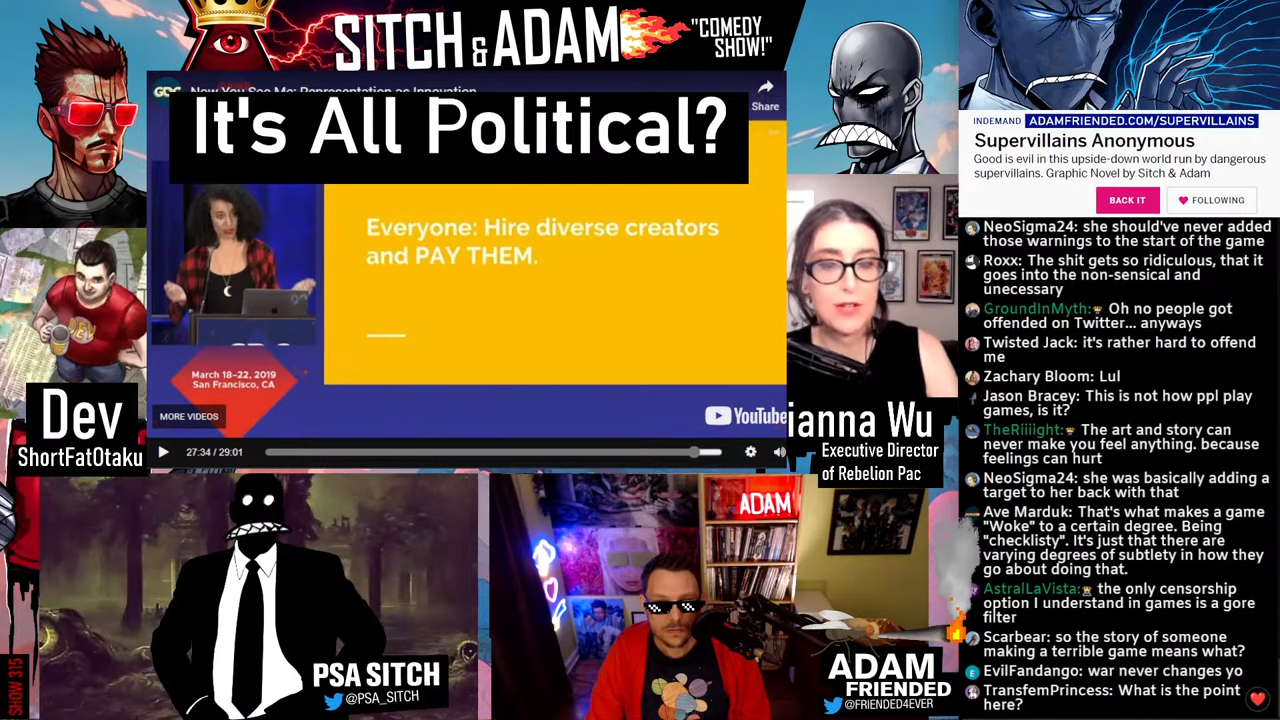 SITCH & ADAM
"COMEDY
SHOW!"
GDC
Now You See Me: Representation as Innovation
Share
It's All Political?
Everyone: Hire diverse creators
and PAY THEM.
March 18-22, 2019
San Francisco, CA
MORE VIDEOS
YouTube
27:34 / 29:01
DEV
Dev
ShortFatOtaku
ianna Wu
Executive Director
of Rebelion Pac
SHOW 315
PSA SITCH
@PSA_SITCH
ADAM
ADAM
FRIENDED
@FRIENDED4EVER
INDEMAND ADAMFRIENDED.COM/SUPERVILLAINS
Supervillains Anonymous
Good is evil in this upside-down world run by dangerous
supervillains. Graphic Novel by Sitch & Adam
BACK IT
FOLLOWING
NeoSigma24: she should've never added
those warnings to the start of the game
Roxx: The shit gets so ridiculous, that it
goes into the non-sensical and
unecessary
GroundInMyth: Oh no people got
offended on Twitter... anyways
Twisted Jack: it's rather hard to offend
me
Zachary Bloom: Lul
Jason Bracey: This is not how ppl play
games, is it?
TheRiiiight: The art and story can
never make you feel anything. because
feelings can hurt
NeoSigma24: she was basically adding a
target to her back with that
Ave Marduk: That's what makes a game
"Woke" to a certain degree. Being
"checklisty". It's just that there are
varying degrees of subtlety in how they
go about doing that.
AstralLaVista: the only censorship
option I understand in games is a gore
filter
Scarbear: so the story of someone
making a terrible game means what?
E
EvilFandango: war never changes yo
TransfemPrincess: What is the point
here?